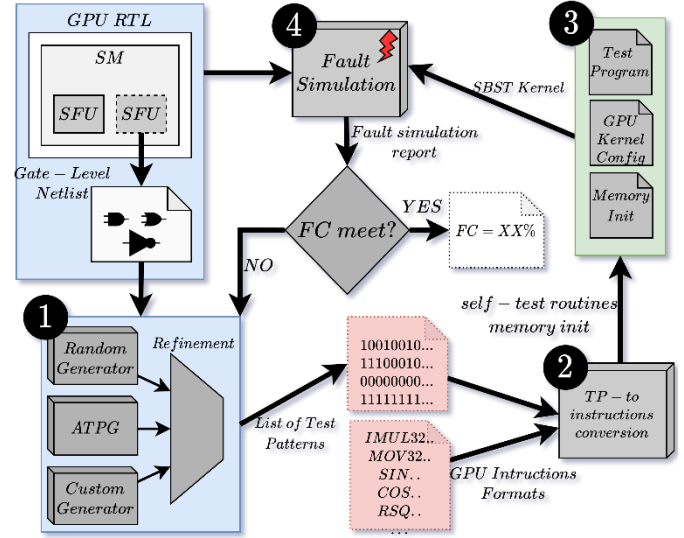 GPU RTL
SM
SFU
SFU
Gate-Level
Netlist
4
Fault
Simulation
Fault simulation
report
FC meet?
YES
NO
FC = XX%
3
Test
Program
GPU
Kernel
Config
Memory
Init
SBST Kernel
1
Random
Generator
ATPG
Custom
Generator
Refinement
List of Test
Patterns
10010010...
11100010...
00000000...
11111111...
IMUL32..
MOV32..
SIN..
COS..
RSQ..
...
GPU Intructions
Formats
2
TP-to
instructions
conversion
self-test routines
memory init